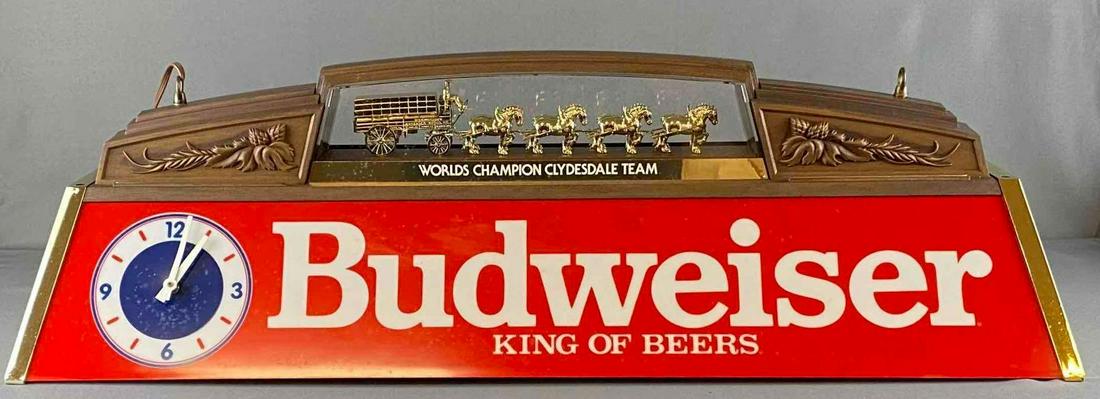 WORLDS CHAMPION CLYDESDALE TEAM
12
3
6
9
Budweiser
KING OF BEERS